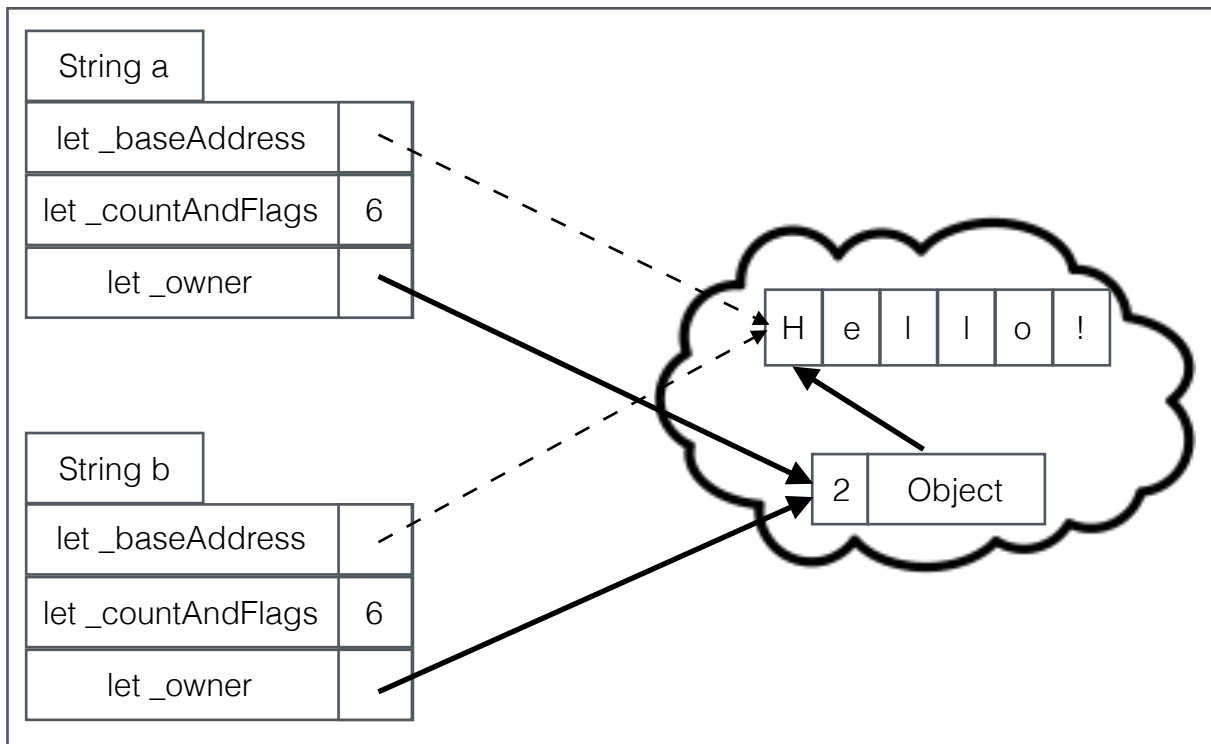 String a
let _baseAddress
let _countAndFlags 6
let _owner
H e l l o !
String b
2 Object
let _baseAddress
let _countAndFlags 6
let _owner